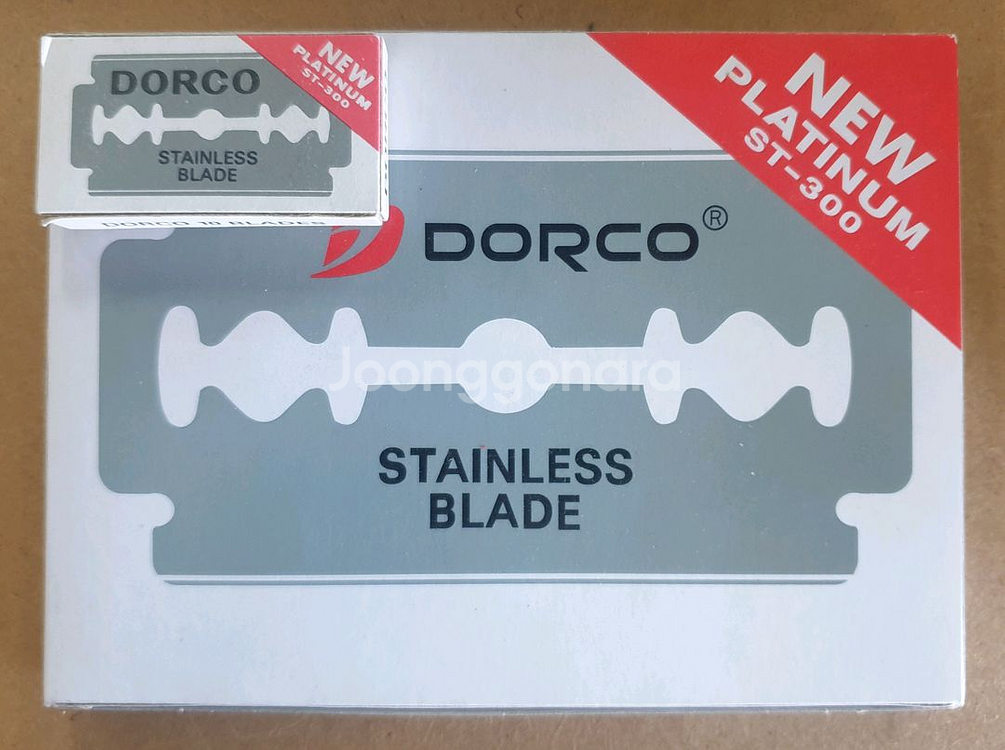 DORCO
NEW
PLATINUM
ST-300
STAINLESS
BLADE
DORCO 10 BLADES
NEW
PLATINUM
ST-300
DORCO®
Joonggonara
STAINLESS
BLADE